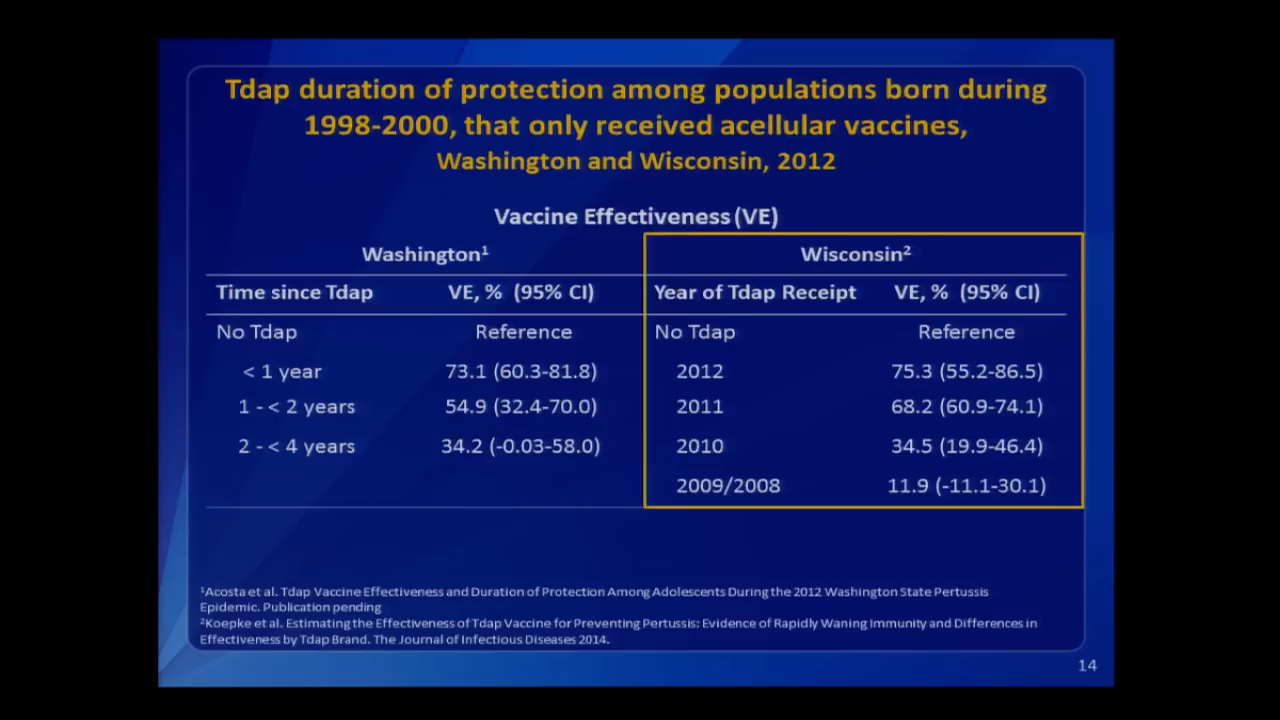 Tdap duration of protection among populations born during
1998-2000, that only received acellular vaccines,
Washington and Wisconsin, 2012
Vaccine Effectiveness (VE)
Washington¹ Wisconsin²
Time since Tdap VE, % (95% CI) Year of Tdap Receipt VE, % (95% CI)
No Tdap Reference No Tdap Reference
< 1 year 73.1 (60.3-81.8) 2012 75.3 (55.2-86.5)
1 - < 2 years 54.9 (32.4-70.0) 2011 68.2 (60.9-74.1)
2 - < 4 years 34.2 (-0.03-58.0) 2010 34.5 (19.9-46.4)
2009/2008 11.9 (-11.1-30.1)
¹Acosta et al. Tdap Vaccine Effectiveness and Duration of Protection Among Adolescents During the 2012 Washington State Pertussis
Epidemic. Publication pending
²Koepke et al. Estimating the Effectiveness of Tdap Vaccine for Preventing Pertussis: Evidence of Rapidly Waning Immunity and Differences in
Effectiveness by Tdap Brand. The Journal of Infectious Diseases 2014.
14